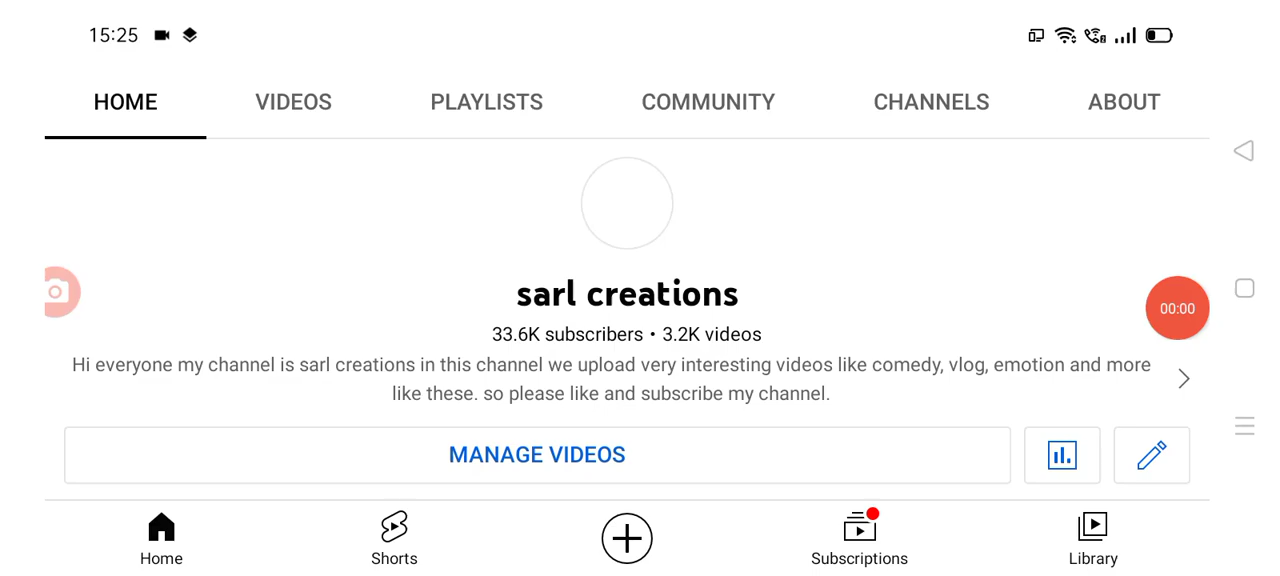 15:25
HOME VIDEOS PLAYLISTS COMMUNITY CHANNELS ABOUT
sarl creations
33.6K subscribers • 3.2K videos
00:00
Hi everyone my channel is sarl creations in this channel we upload very interesting videos like comedy, vlog, emotion and more
like these. so please like and subscribe my channel.
MANAGE VIDEOS
Home Shorts Subscriptions Library